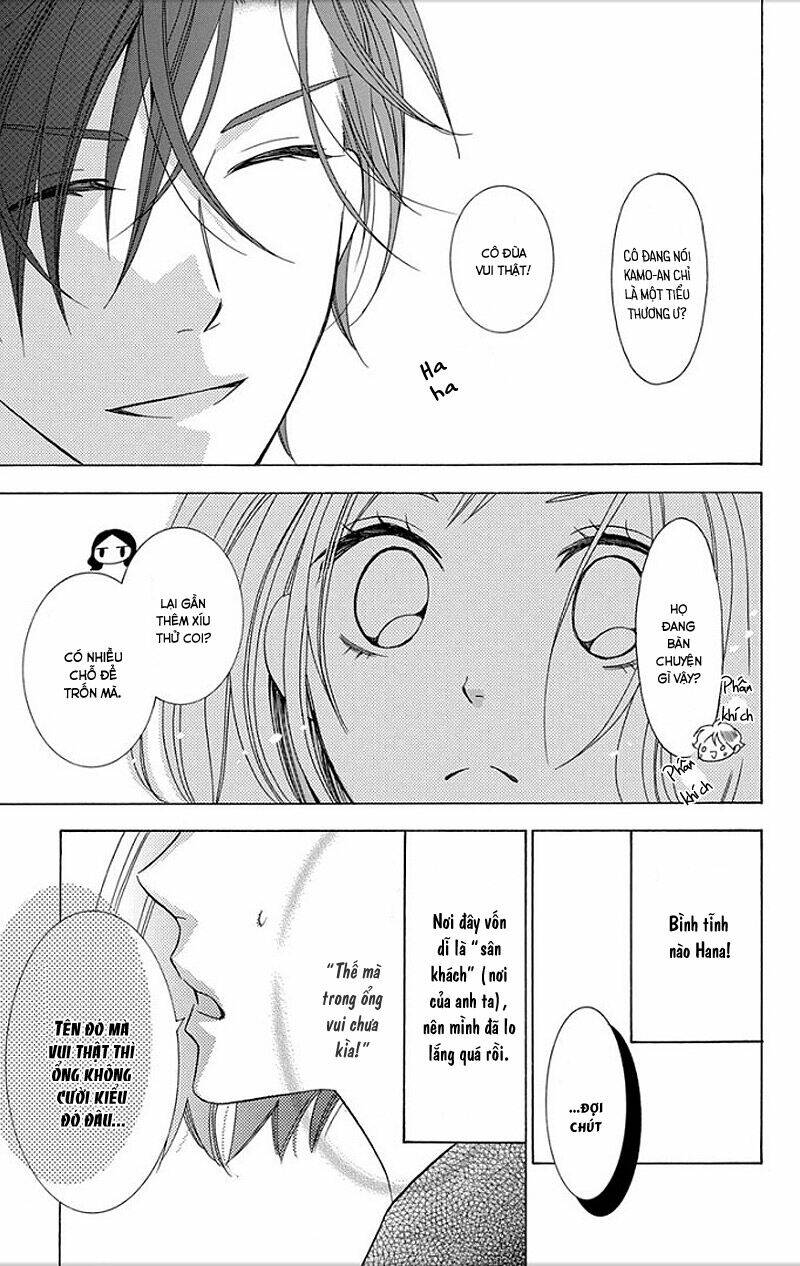 CÔ ĐANG NÓI
KAMO-AN CHỈ
LÀ MỘT TIỂU
THƯƠNG Ư?
CÔ ĐÙA
VUI THẬT!
Ha
ha
HỌ
ĐANG
BÀN
CHUYỆN
GÌ VẬY?
Phấn
khích
Phấn
khích
LẠI GẦN
THÊM XÍU
THỬ COI?
CÓ NHIỀU
CHỖ ĐỂ
TRỐN MÀ.
Bình tĩnh
nào Hana!
...ĐỢI
CHÚT
Nơi đây vốn
dĩ là "sân
khách" (nơi
của anh ta),
nên mình đã lo
lắng quá rồi.
"Thế mà
trong ổng
vui chưa
kìa!"
TÊN ĐÓ MÀ
VUI THẬT THÌ
ỔNG KHÔNG
CƯỜI KIỂU
ĐÓ ĐÂU...